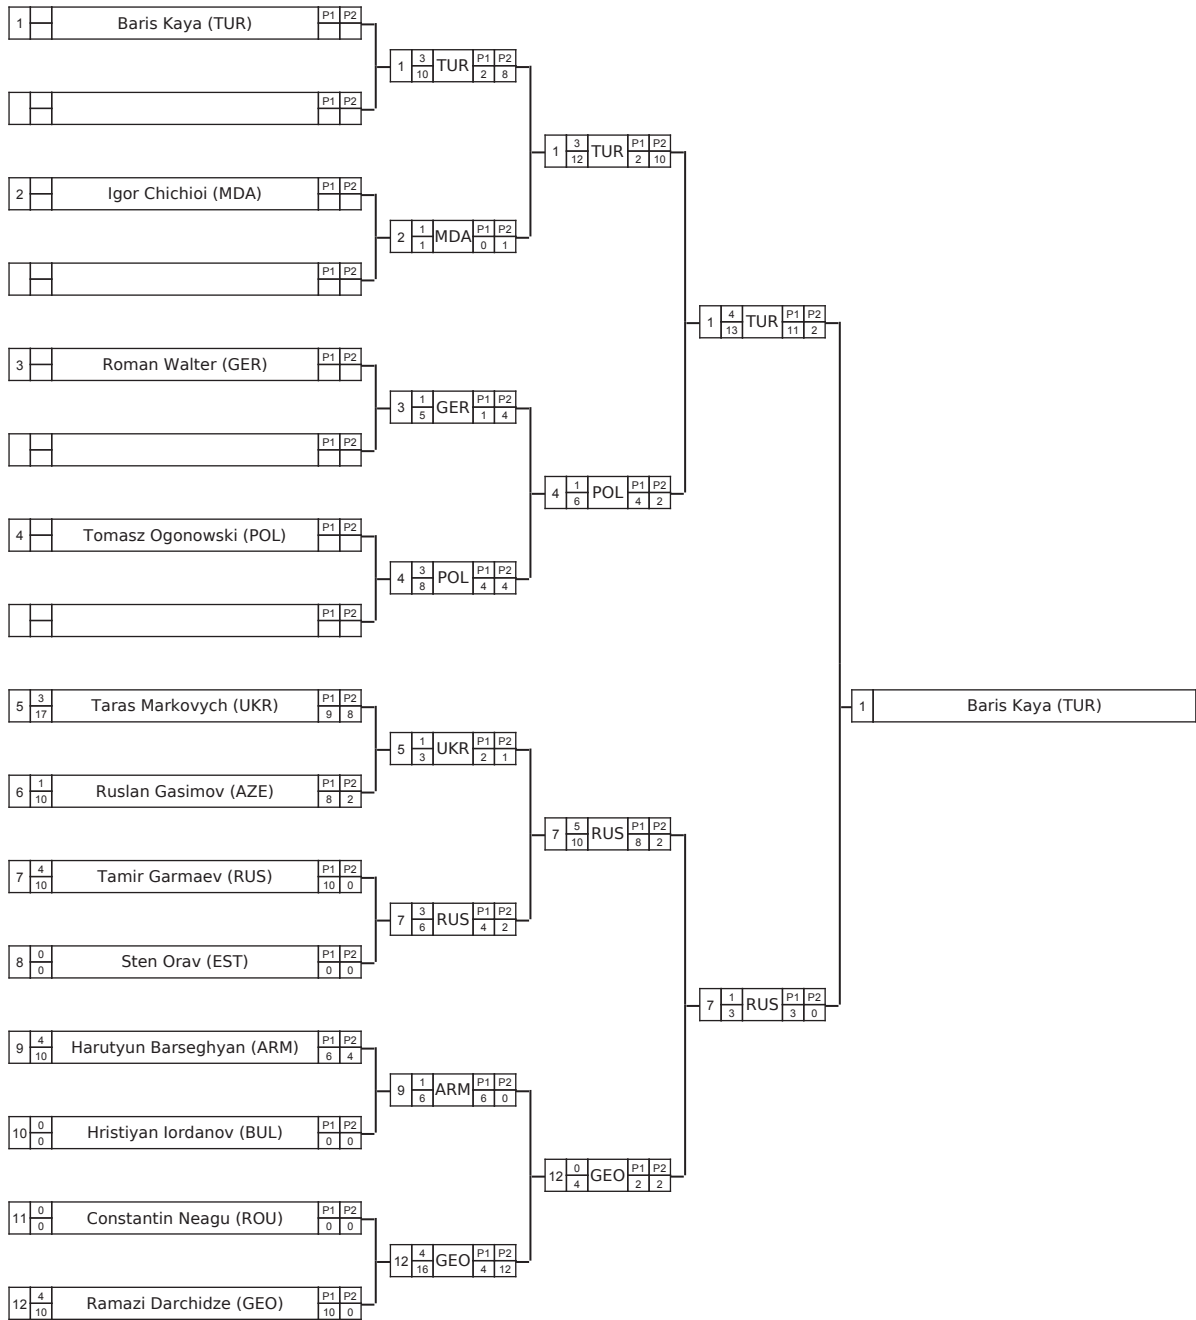 1 Baris Kaya (TUR) P1 P2
1 3 10 TUR P1 P2 2 8
P1 P2
1 3 12 TUR P1 P2 2 10
2 Igor Chichioi (MDA) P1 P2
2 1 1 MDA P1 P2 0 1
P1 P2
1 4 13 TUR P1 P2 11 2
3 Roman Walter (GER) P1 P2
3 1 5 GER P1 P2 1 4
P1 P2
4 1 6 POL P1 P2 4 2
4 Tomasz Ogonowski (POL) P1 P2
4 3 8 POL P1 P2 4 4
P1 P2
5 3 17 Taras Markovych (UKR) P1 P2 9 8
1 Baris Kaya (TUR)
5 1 3 UKR P1 P2 2 1
6 1 10 Ruslan Gasimov (AZE) P1 P2 8 2
7 5 10 RUS P1 P2 8 2
7 4 10 Tamir Garmaev (RUS) P1 P2 10 0
7 3 6 RUS P1 P2 4 2
8 0 0 Sten Orav (EST) P1 P2 0 0
7 1 3 RUS P1 P2 3 0
9 4 10 Harutyun Barseghyan (ARM) P1 P2 6 4
9 1 6 ARM P1 P2 6 0
10 0 0 Hristiyan Iordanov (BUL) P1 P2 0 0
12 0 4 GEO P1 P2 2 2
11 0 0 Constantin Neagu (ROU) P1 P2 0 0
12 4 16 GEO P1 P2 4 12
12 4 10 Ramazi Darchidze (GEO) P1 P2 10 0